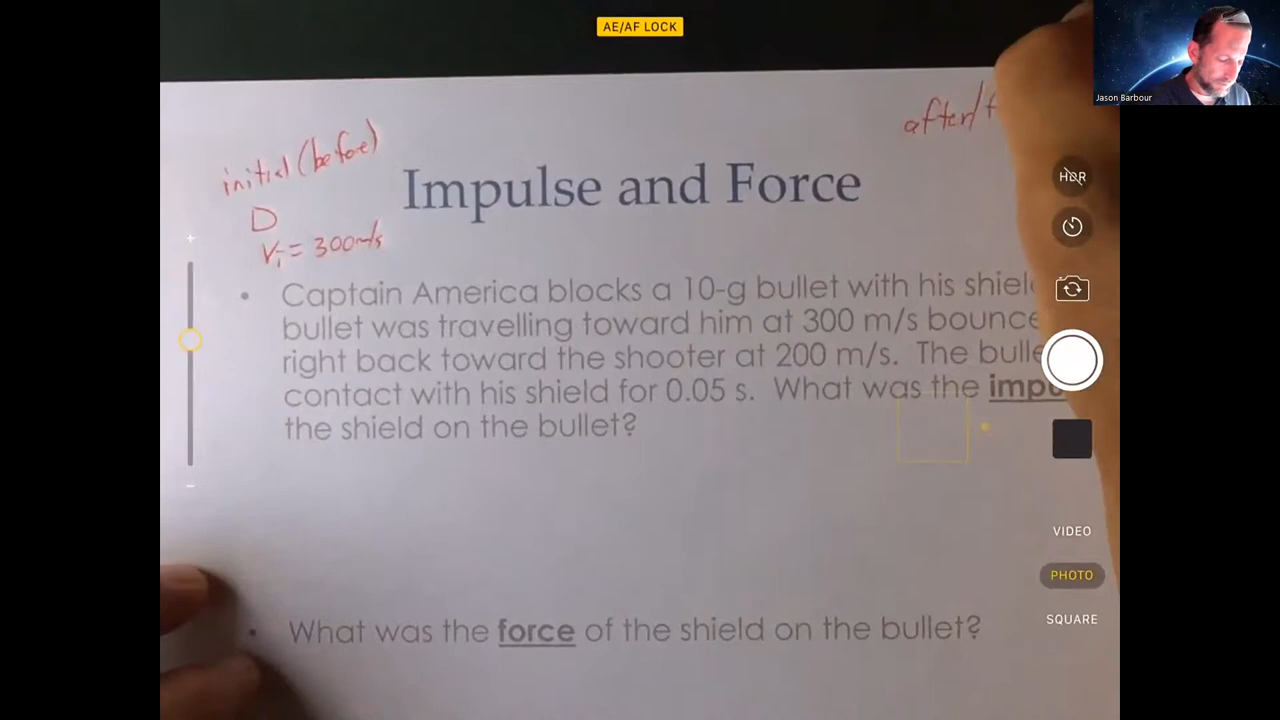 AE/AF LOCK
Jason Barbour
after/
initial (before)
HDR
Impulse and Force
D
Vi = 300m/s
• Captain America blocks a 10-g bullet with his shiel
bullet was travelling toward him at 300 m/s bounce
right back toward the shooter at 200 m/s. The bulle
contact with his shield for 0.05 s. What was the impu
the shield on the bullet?
VIDEO
PHOTO
SQUARE
• What was the force of the shield on the bullet?